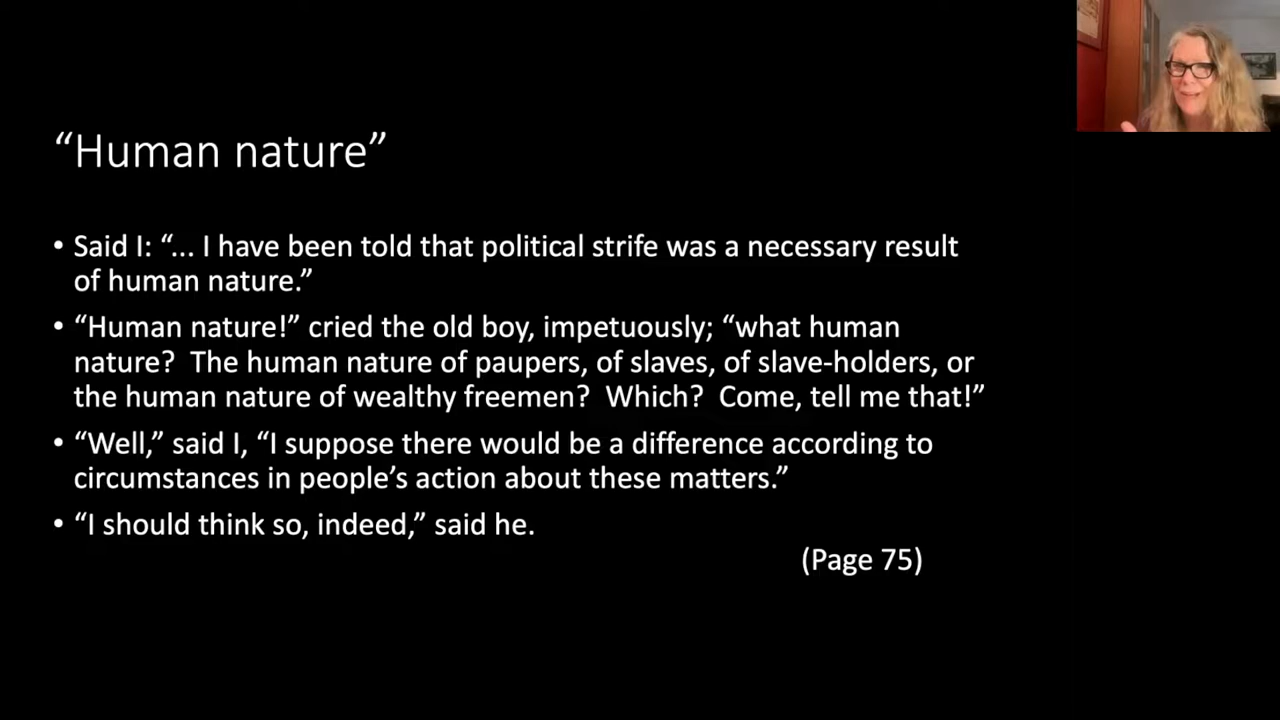 “Human nature”
• Said I: “... I have been told that political strife was a necessary result
of human nature.”
• “Human nature!” cried the old boy, impetuously; “what human
nature?  The human nature of paupers, of slaves, of slave-holders, or
the human nature of wealthy freemen?  Which?  Come, tell me that!”
• “Well,” said I, “I suppose there would be a difference according to
circumstances in people’s action about these matters.”
• “I should think so, indeed,” said he.
(Page 75)